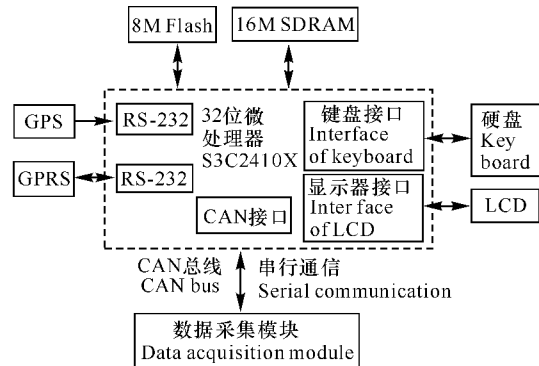 8M Flash
16M SDRAM
GPS
RS-232
32位微
处理器
S3C2410X
键盘接口
Interface
of keyboard
硬盘
Key
board
GPRS
RS-232
CAN接口
显示器接口
Inter face
of LCD
LCD
CAN总线
CAN bus
串行通信
Serial communication
数据采集模块
Data acquisition module